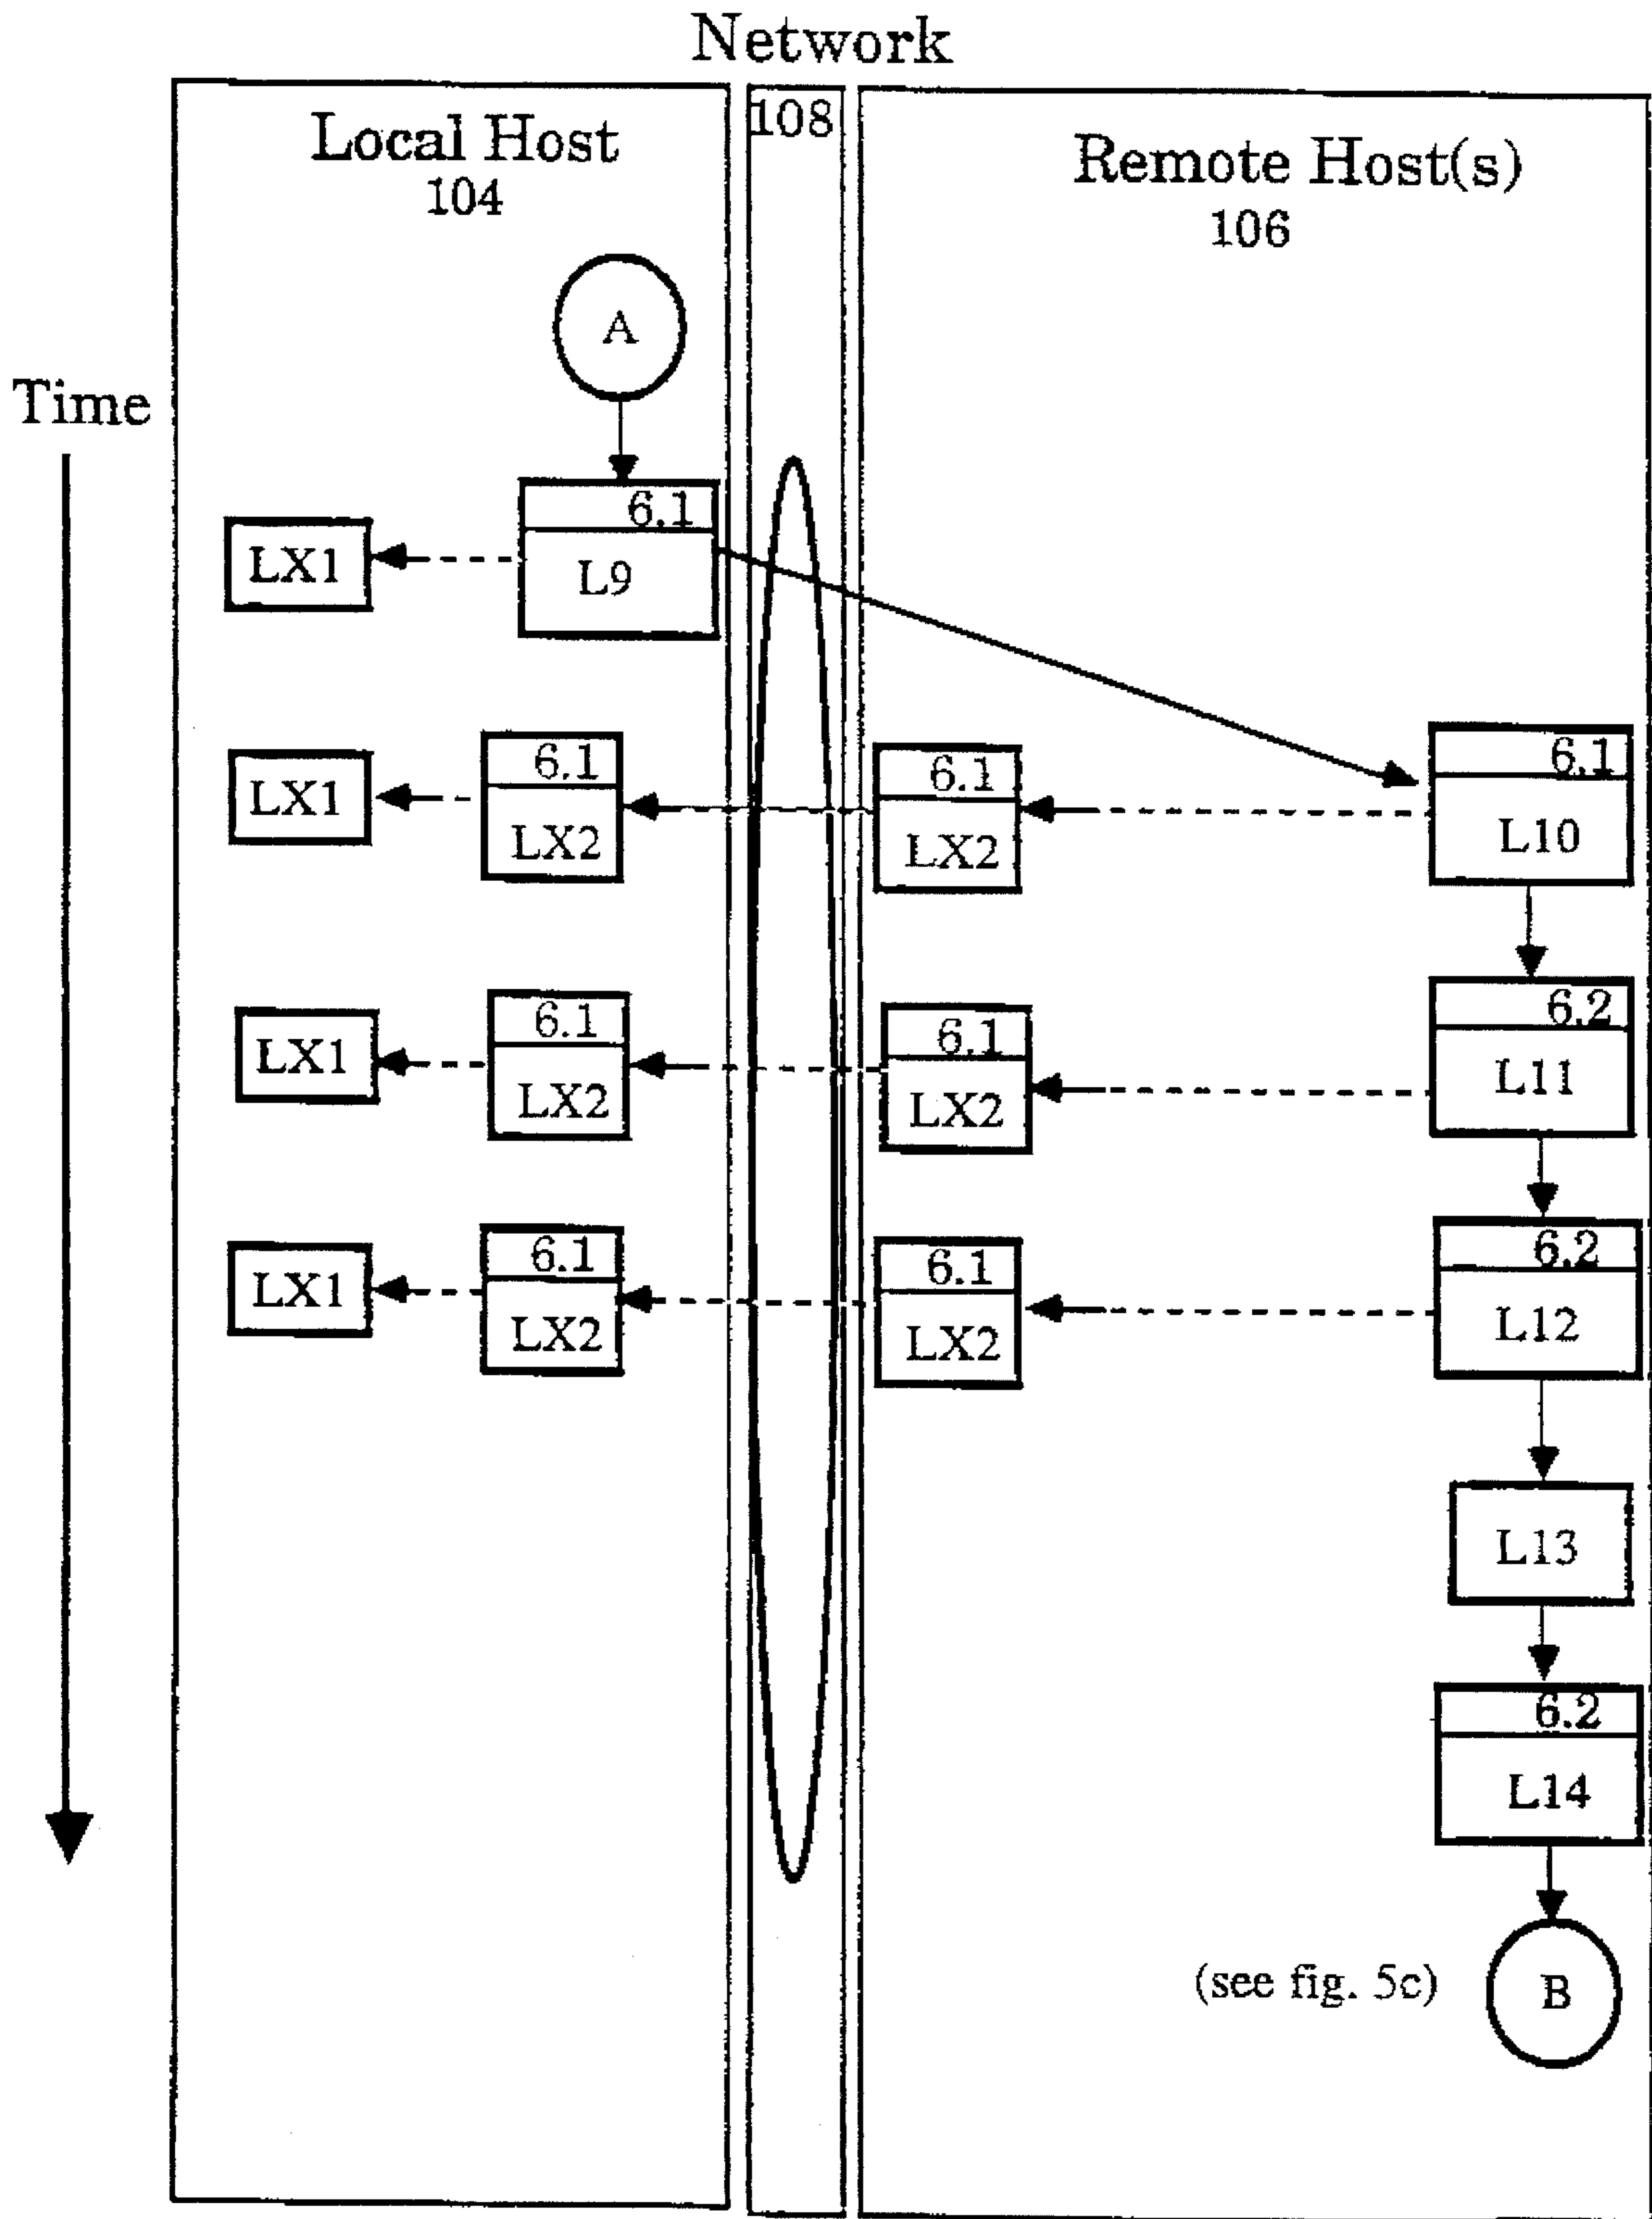 Network
108
Local Host
104
Remote Host(s)
106
A
Time
6.1
L9
LX1
6.1
L10
6.1
LX2
6.1
LX2
LX1
6.2
L11
6.1
LX2
6.1
LX2
LX1
6.2
L12
6.1
LX2
6.1
LX2
LX1
L13
6.2
L14
(see fig. 5c)
B